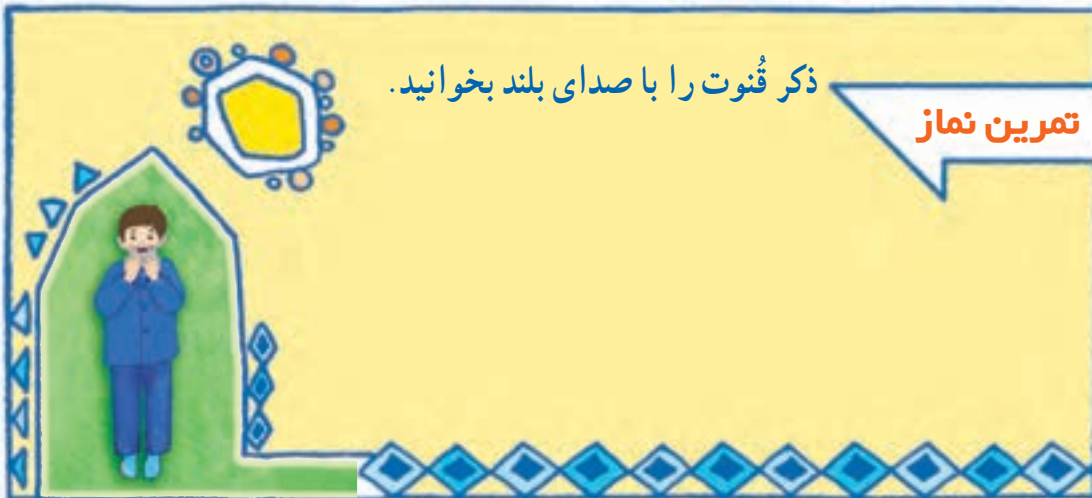 تمرین نماز
ذکر قُنوت را با صدای بلند بخوانید.